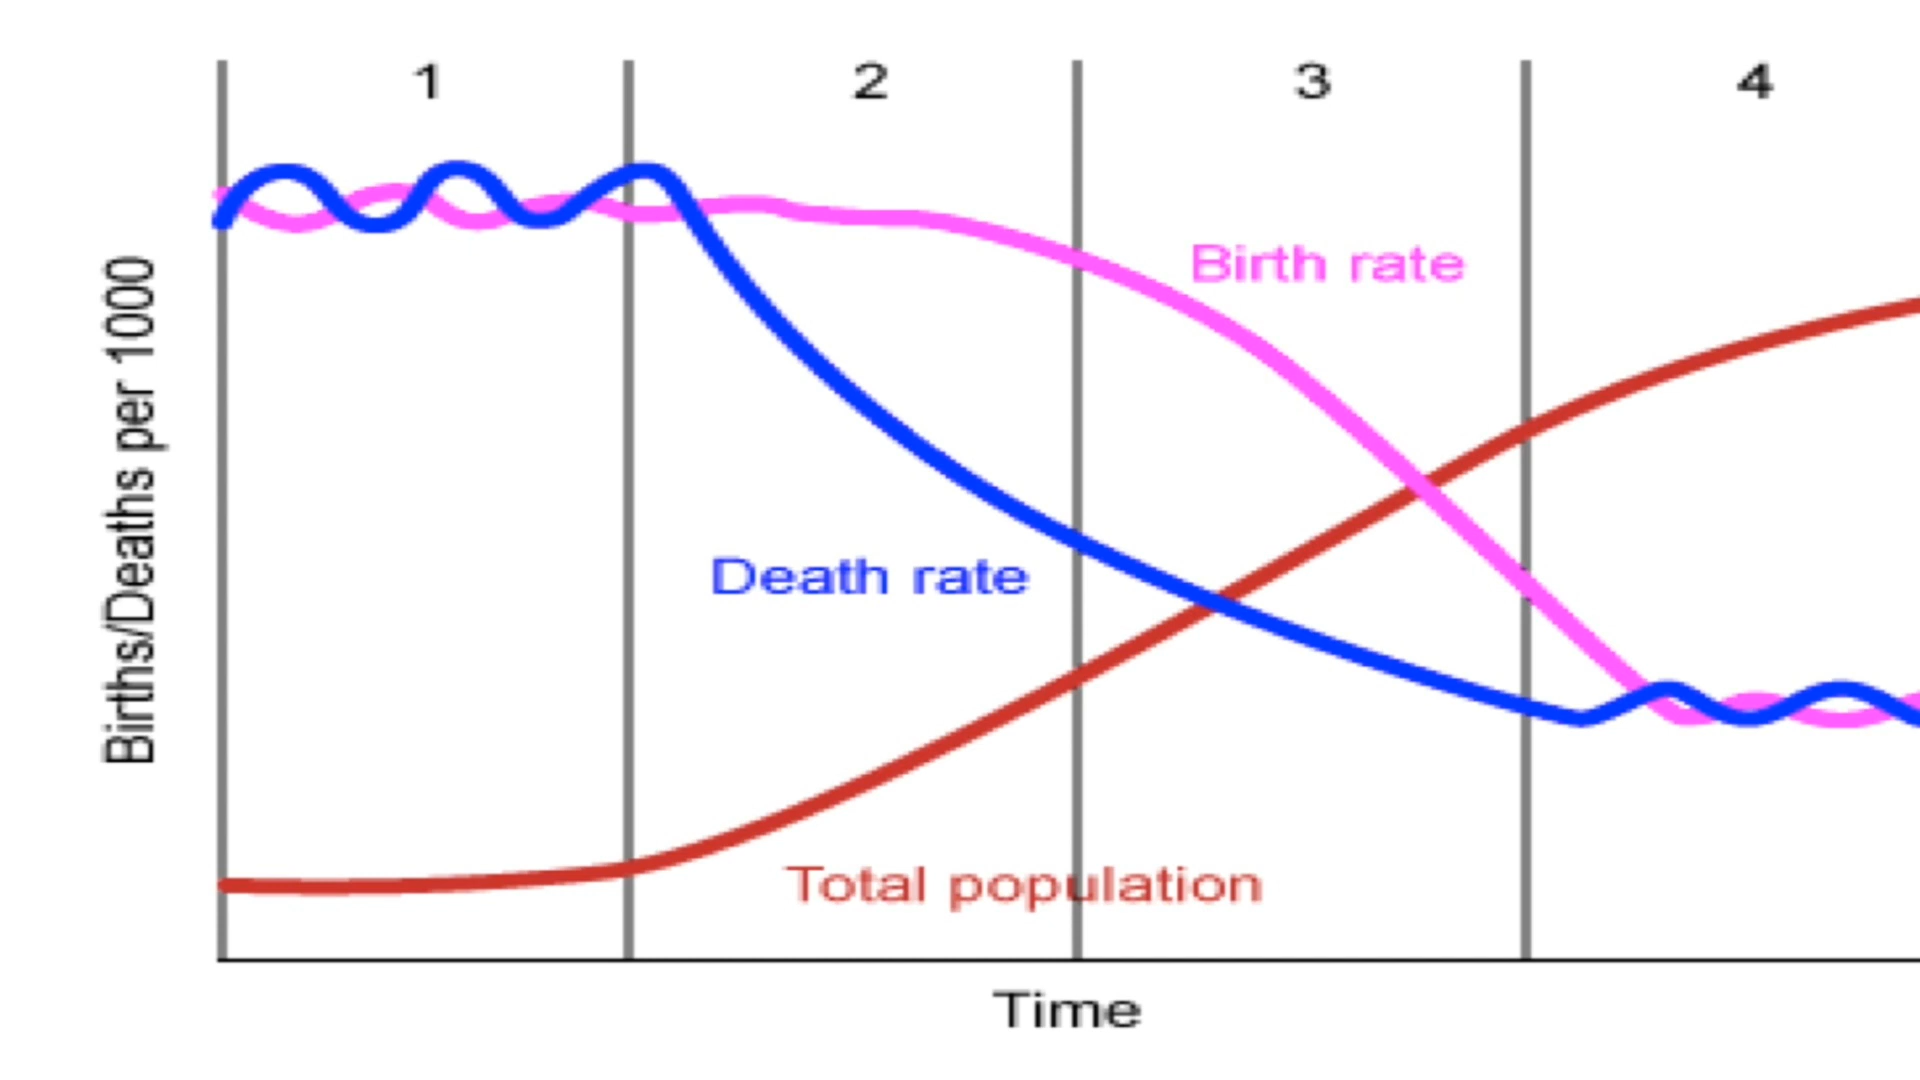 1
2
3
4
Birth rate
Births/Deaths per 1000
Death rate
Total population
Time